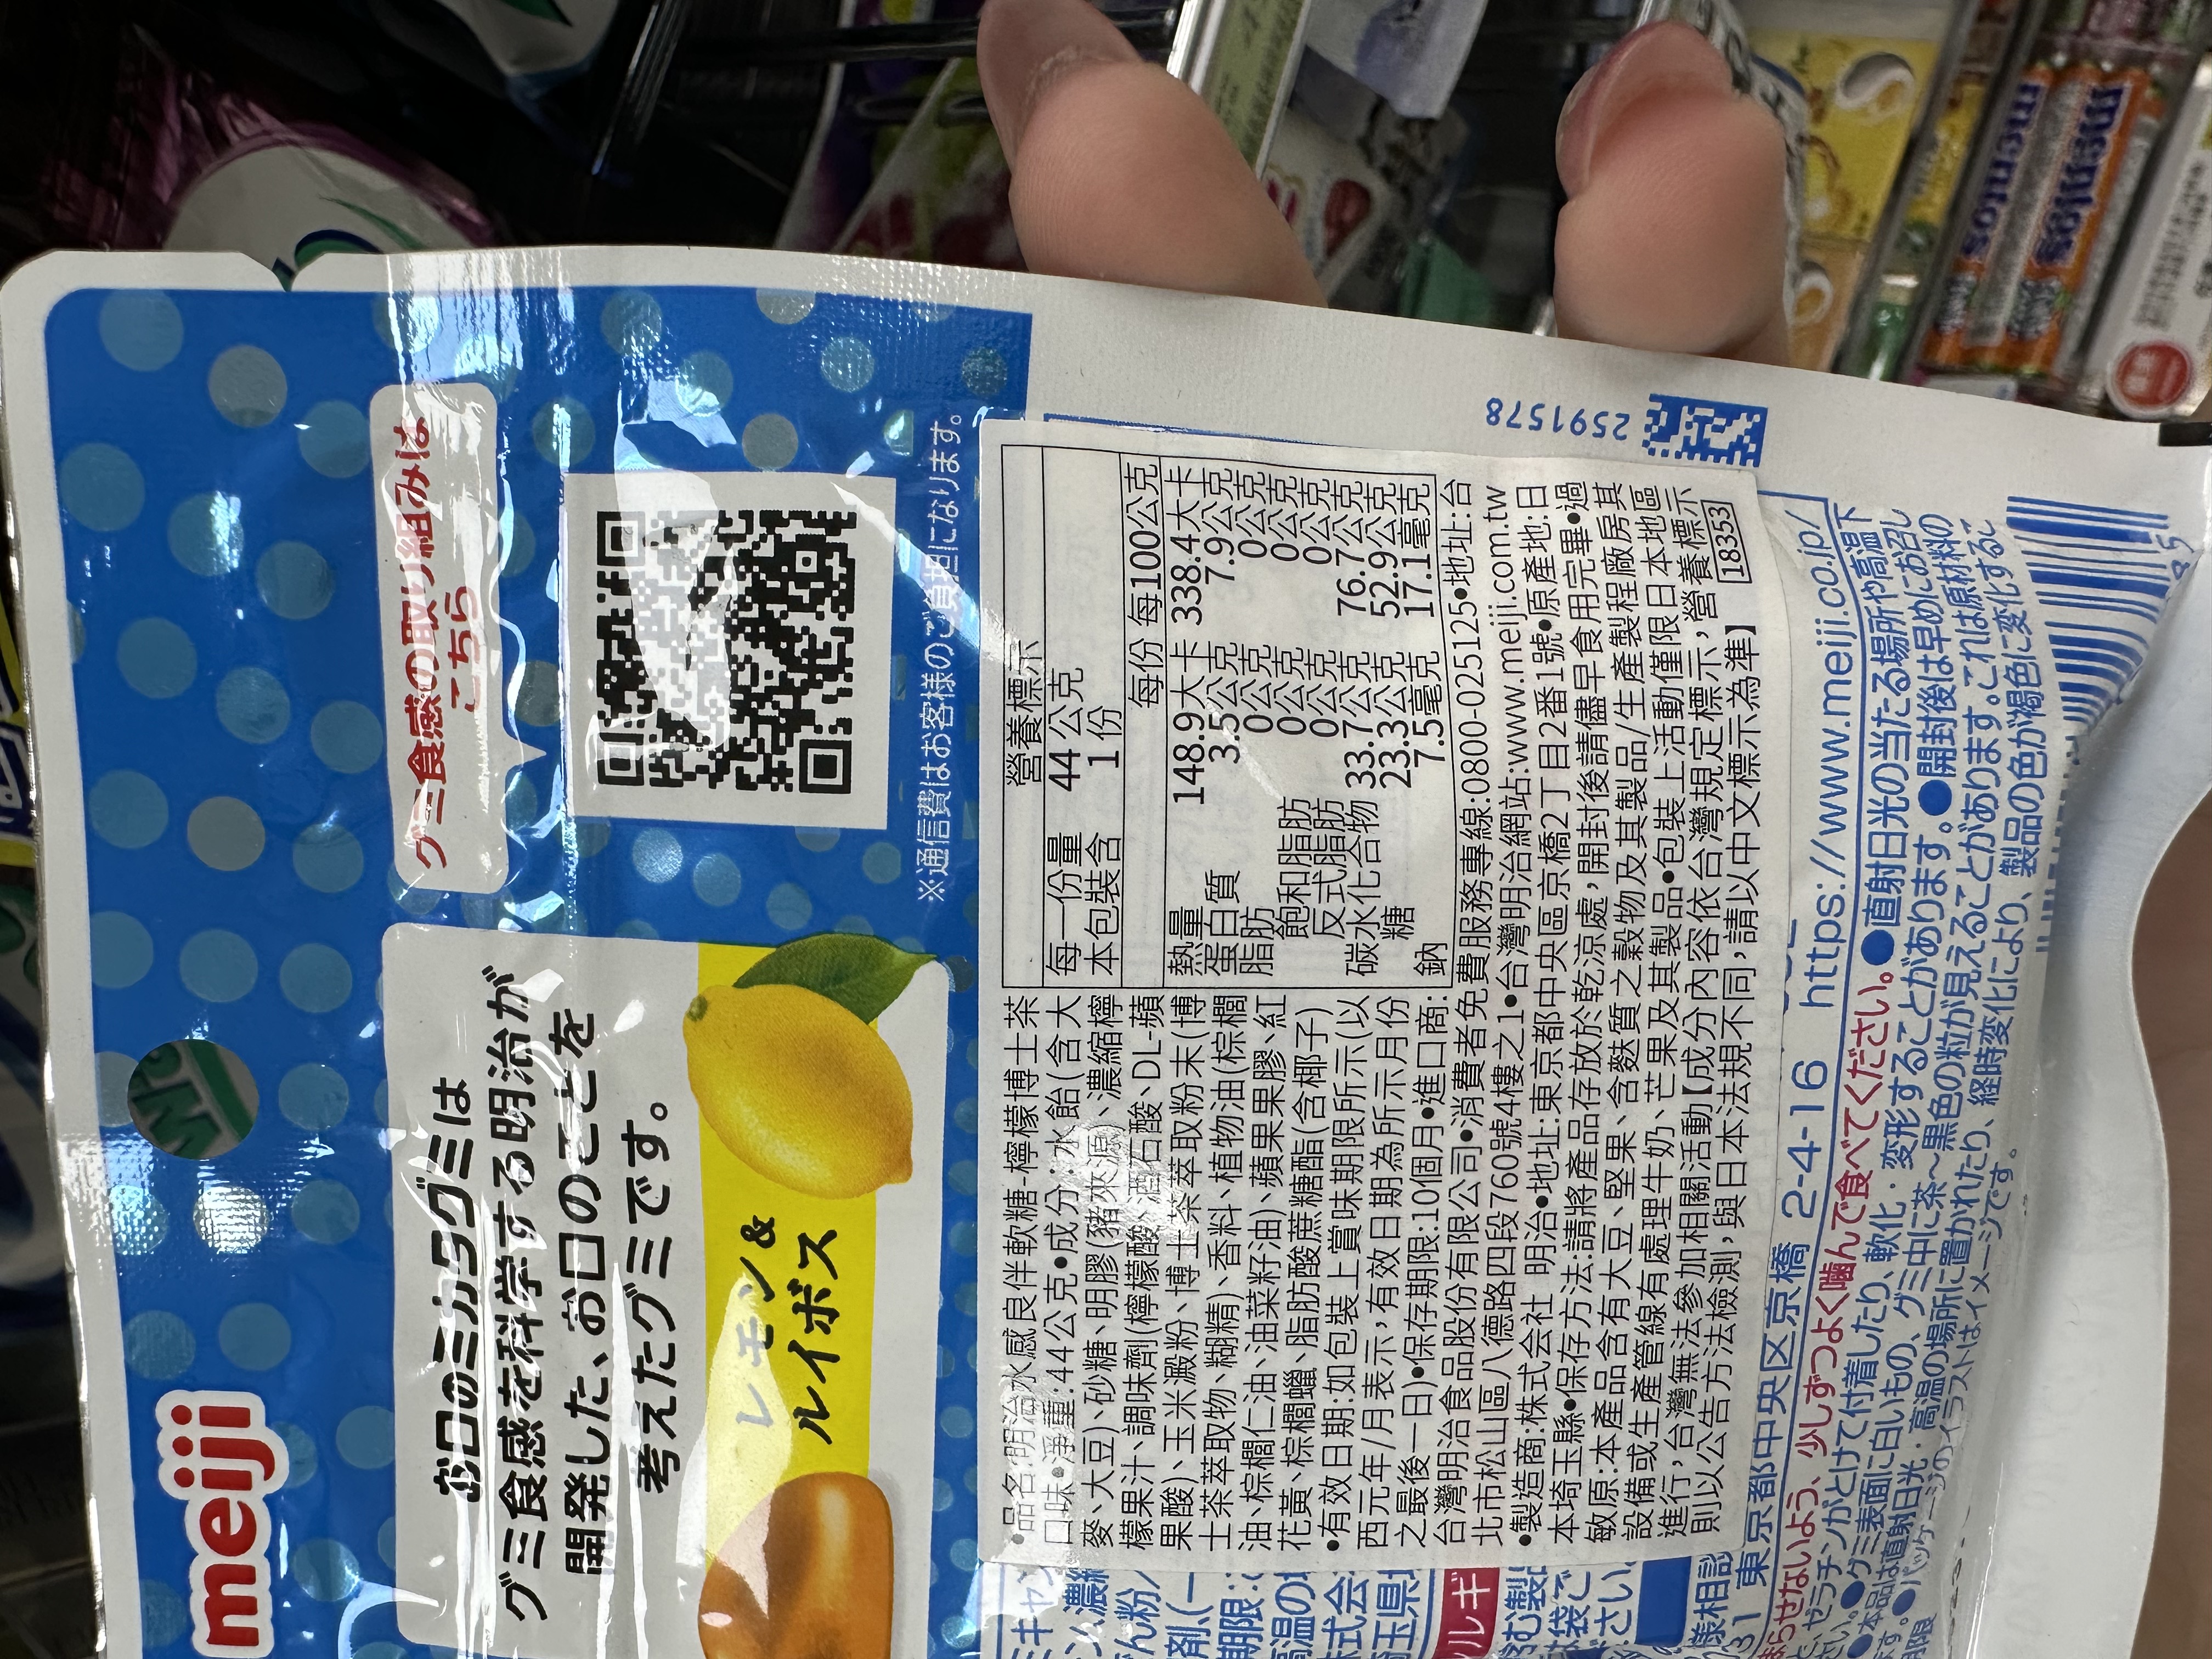 meiji
お口のミカタグミは
グミ食感を科学する明治が
開発した、お口のことを
考えたグミです。
レモン&
ルイボス
グミ食感の取り組みは
こちら
※通信費はお客様のご負担になります。
•品名:明治水感良伴軟糖-檸檬博士茶
口味•淨重:44公克•成分:水飴(含大
麥、大豆)、砂糖、明膠(豬來源)、濃縮檸
檬果汁、調味劑(檸檬酸、酒石酸、DL-蘋
果酸)、玉米澱粉、博士茶萃取粉末(博
士茶萃取物、糊精)、香料、植物油(棕櫚
油、棕櫚仁油、油菜籽油)、蘋果果膠、紅
花黃、棕櫚蠟、脂肪酸蔗糖酯(含椰子)
•有效日期:如包裝上賞味期限所示(以
西元年/月表示,有效日期為所示月份
之最後一日)•保存期限:10個月•進口商:
台灣明治食品股份有限公司•消費者免費服務專線:0800-025125•地址:台
北市松山區八德路四段760號4樓之1•台灣明治網站:www.meiji.com.tw
•製造商:株式会社 明治•地址:東京都中央區京橋2丁目2番1號•原產地:日
本埼玉縣•保存方法:請將產品存放於乾涼處,開封後請儘早食用完畢•過
敏原:本產品含有大豆、堅果、含麩質之穀物及其製品/生產製程廠房其
設備或生產管線有處理牛奶、芒果及其製品•包裝上活動僅限日本地區
進行,台灣無法參加相關活動【成分內容依台灣規定標示,營養標示
則以公告方法檢測,與日本法規不同,請以中文標示為準】 18353
營養標示
每一份量 44 公克
本包裝含 1 份
每份 每100公克
熱量 148.9大卡 338.4大卡
蛋白質 3.5公克 7.9公克
脂肪 0公克 0公克
飽和脂肪 0公克 0公克
反式脂肪 0公克 0公克
碳水化合物 33.7公克 76.7公克
糖 23.3公克 52.9公克
鈉 7.5毫克 17.1毫克
2591578
ミキャン
ン濃縮
ん粉/
剤、(一
期限:
高温の
株式会
埼玉県
ルギ
含む製品
袋ご
ださい。
様相談
31 東京都中央区京橋 2-4-16 https://www.meiji.co.jp/
まらせないよう、少しずつよく噛んで食べてください。●直射日光の当たる場所や高温下
と、ゼラチンがとけて付着したり、軟化・変形することがあります。●開封後は早めにお召し
さい。●グミ表面に白いもの、グミ中に茶～黒色の粒が見えることがあります。これは原材料の
●本品は直射日光・高温の場所に置かれたり、経時変化により、製品の色が褐色に変化するこ
ます。●パッケージのイラストはイメージです。
期限
mentos
mentos